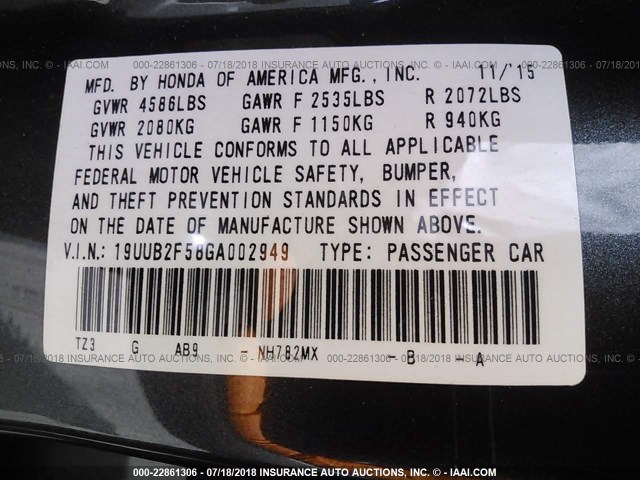 000-22861306 - 07/18/2018 INSURANCE AUTO AUCTIONS, INC. - © - IAAI.COM
MFD. BY HONDA OF AMERICA MFG., INC. 11/'15
GVWR 4586LBS GAWR F 2535LBS R 2072LBS
GVWR 2080KG GAWR F 1150KG R 940KG
THIS VEHICLE CONFORMS TO ALL APPLICABLE
FEDERAL MOTOR VEHICLE SAFETY, BUMPER,
AND THEFT PREVENTION STANDARDS IN EFFECT
ON THE DATE OF MANUFACTURE SHOWN ABOVE.
V.I.N.: 19UUB2F58GA002949 TYPE: PASSENGER CAR
TZ3 G AB9 - NH782MX - B - A
000-22861306 - 07/18/2018 INSURANCE AUTO AUCTIONS, INC. - © - IAAI.COM